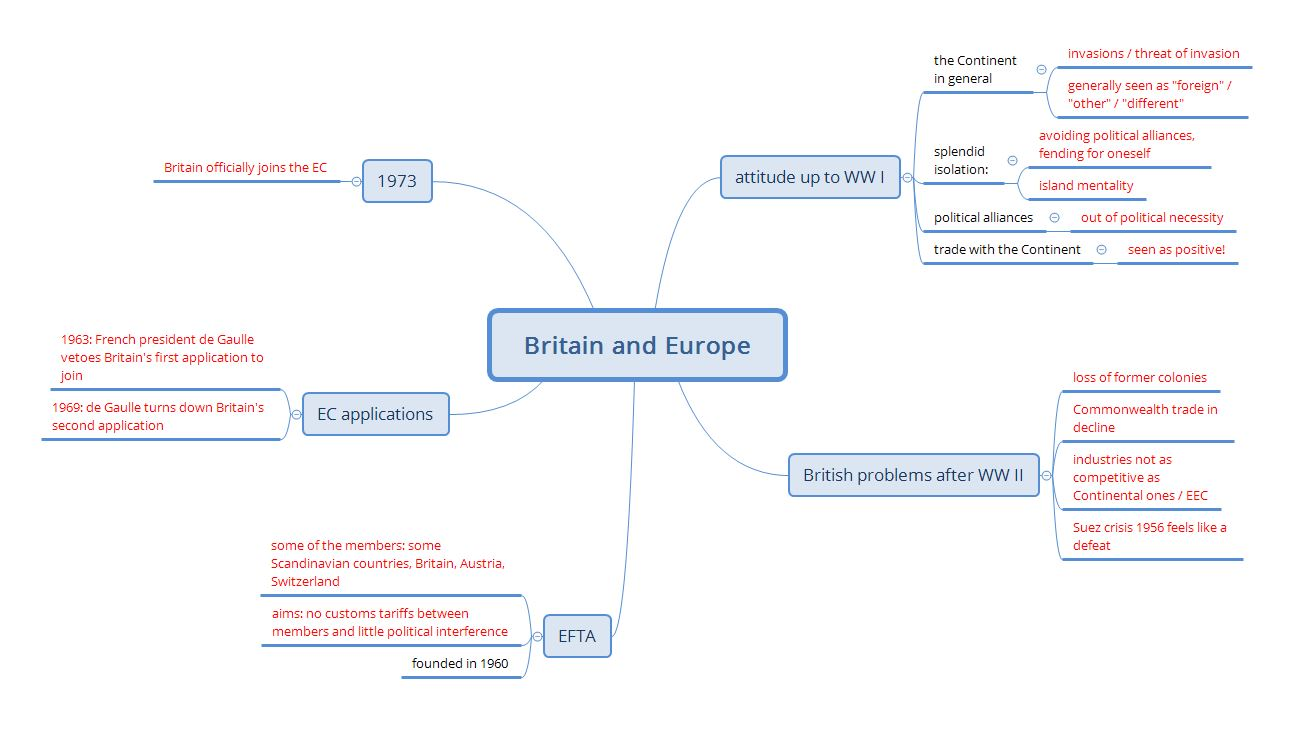 Britain and Europe
attitude up to WW I
the Continent
in general
invasions / threat of invasion
generally seen as "foreign" /
"other" / "different"
splendid
isolation:
avoiding political alliances,
fending for oneself
island mentality
political alliances
out of political necessity
trade with the Continent
seen as positive!
British problems after WW II
loss of former colonies
Commonwealth trade in
decline
industries not as
competitive as
Continental ones / EEC
Suez crisis 1956 feels like a
defeat
EFTA
some of the members: some
Scandinavian countries, Britain, Austria,
Switzerland
aims: no customs tariffs between
members and little political interference
founded in 1960
EC applications
1963: French president de Gaulle
vetoes Britain's first application to
join
1969: de Gaulle turns down Britain's
second application
1973
Britain officially joins the EC